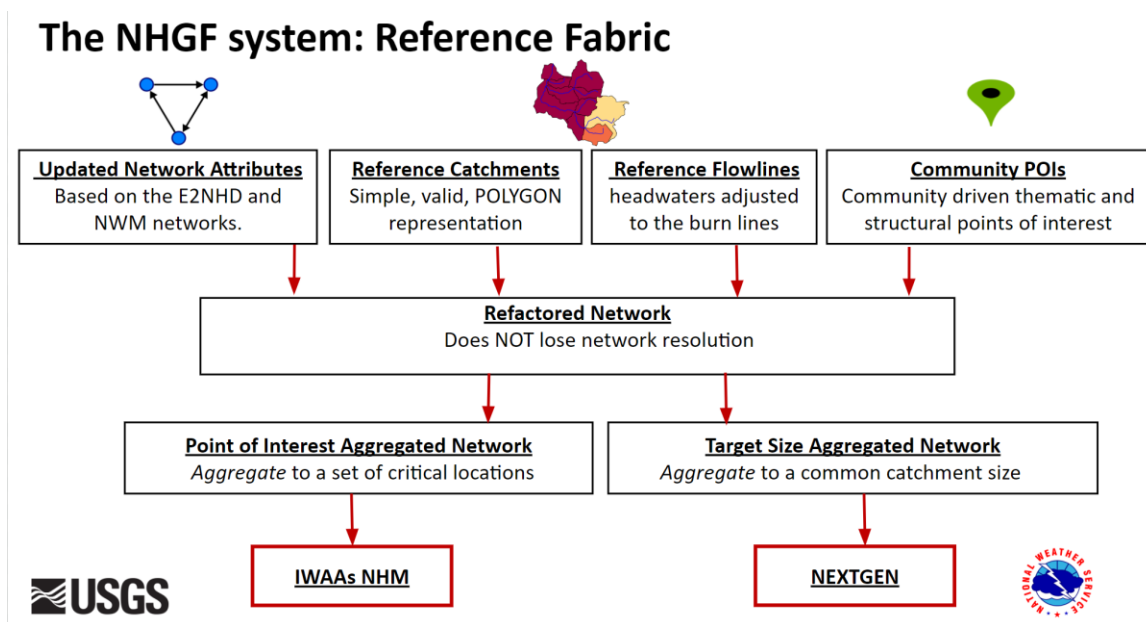 The NHGF system: Reference Fabric
Updated Network Attributes
Based on the E2NHD and
NWM networks.
Reference Catchments
Simple, valid, POLYGON
representation
Reference Flowlines
headwaters adjusted
to the burn lines
Community POIs
Community driven thematic and
structural points of interest
Refactored Network
Does NOT lose network resolution
Point of Interest Aggregated Network
Aggregate to a set of critical locations
Target Size Aggregated Network
Aggregate to a common catchment size
IWAAs NHM
NEXTGEN
USGS
NATIONAL WEATHER SERVICE